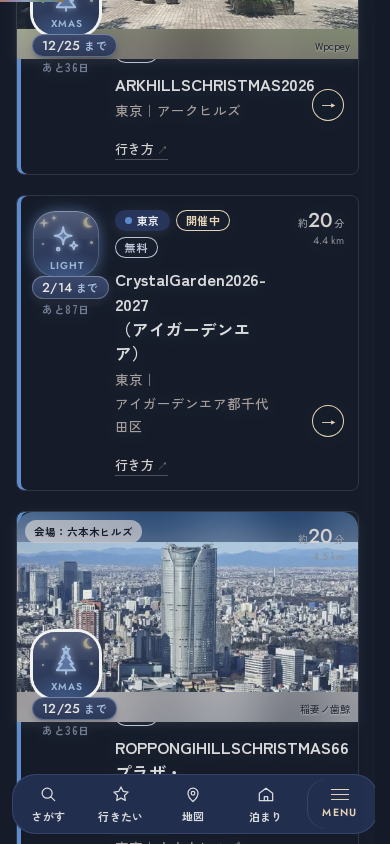 XMAS
12/25 まで
Wpcpey
あと36日
ARKHILLSCHRISTMAS2026
東京｜アークヒルズ
→
行き方 ↗
東京
開催中
約20分
4.4 km
無料
LIGHT
2/14 まで
あと87日
CrystalGarden2026-
2027
（アイガーデンエ
ア）
東京｜
アイガーデンエア都千代
田区
→
行き方 ↗
会場：六本木ヒルズ
約20分
XMAS
12/25 まで
稲妻ノ歯鯨
あと36日
ROPPONGIHILLSCHRISTMAS66
プラザ・
さがす
行きたい
地図
泊まり
MENU